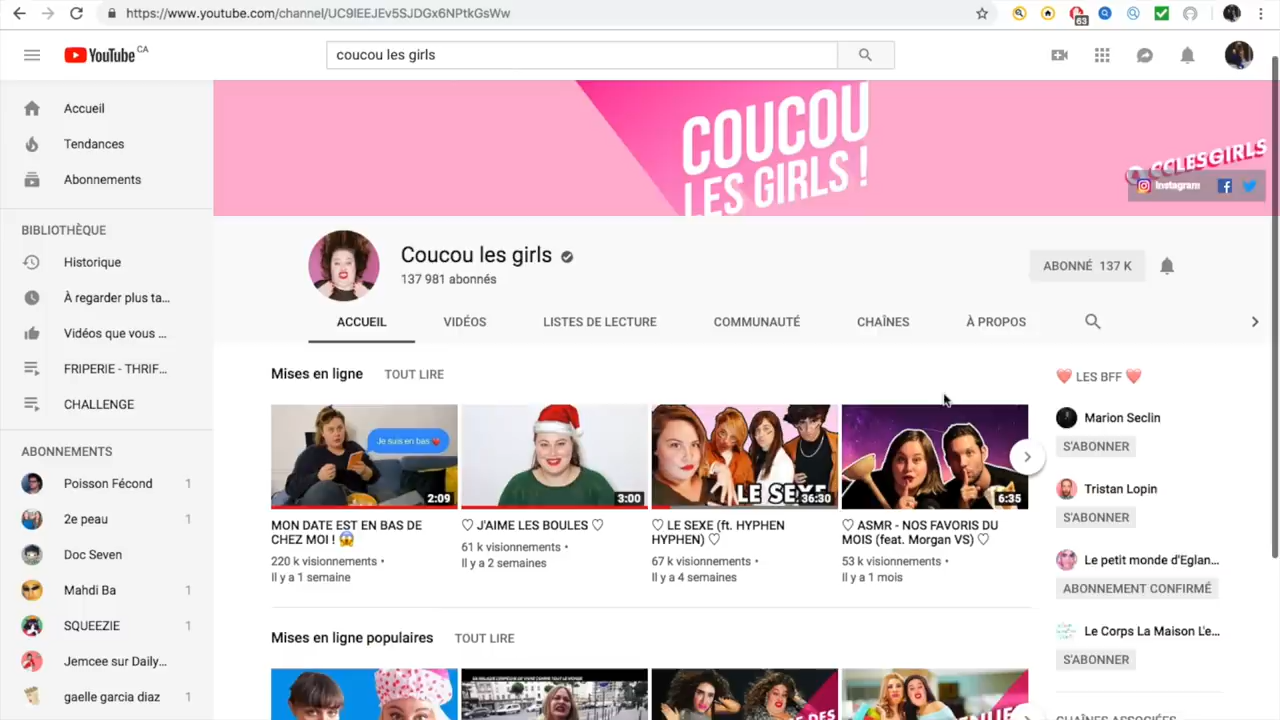 https://www.youtube.com/channel/UC9IEEJEv5SJDGx6NPtkGsWw
63
YouTube CA
coucou les girls
Accueil
Tendances
Abonnements
BIBLIOTHÈQUE
Historique
À regarder plus ta...
Vidéos que vous ...
FRIPERIE - THRIF...
CHALLENGE
ABONNEMENTS
Poisson Fécond 1
2e peau 1
Doc Seven
Mahdi Ba 1
SQUEEZIE 1
Jemcee sur Daily...
gaelle garcia diaz 1
COUCOU
LES GIRLS !
CCLESGIRLS
Instagram
Coucou les girls
137 981 abonnés
ABONNÉ 137 K
ACCUEIL VIDÉOS LISTES DE LECTURE COMMUNAUTÉ CHAÎNES À PROPOS
Mises en ligne TOUT LIRE
Je suis en bas
2:09
3:00
LE SEXE
36:30
6:35
MON DATE EST EN BAS DE
CHEZ MOI ! 😱
220 k visionnements •
Il y a 1 semaine
♡ J'AIME LES BOULES ♡
61 k visionnements •
Il y a 2 semaines
♡ LE SEXE (ft. HYPHEN
HYPHEN) ♡
67 k visionnements •
Il y a 4 semaines
♡ ASMR - NOS FAVORIS DU
MOIS (feat. Morgan VS) ♡
53 k visionnements •
Il y a 1 mois
Mises en ligne populaires TOUT LIRE
❤️ LES BFF ❤️
Marion Seclin
S'ABONNER
Tristan Lopin
S'ABONNER
Le petit monde d'Eglan...
ABONNEMENT CONFIRMÉ
Le Corps La Maison L'e...
S'ABONNER
CHAÎNES ASSOCIÉES